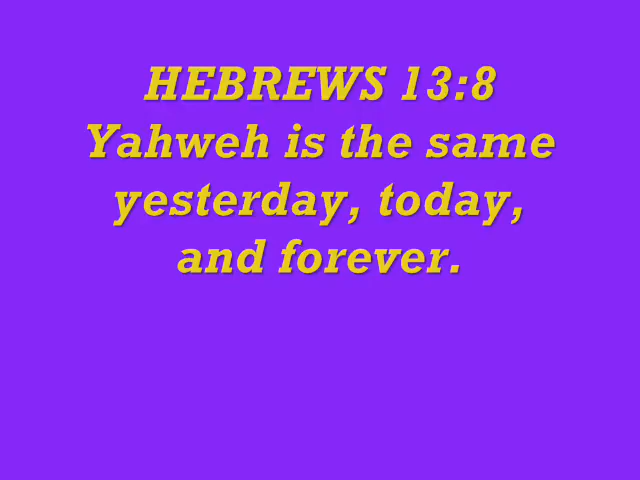 HEBREWS 13:8
Yahweh is the same
yesterday, today,
and forever.